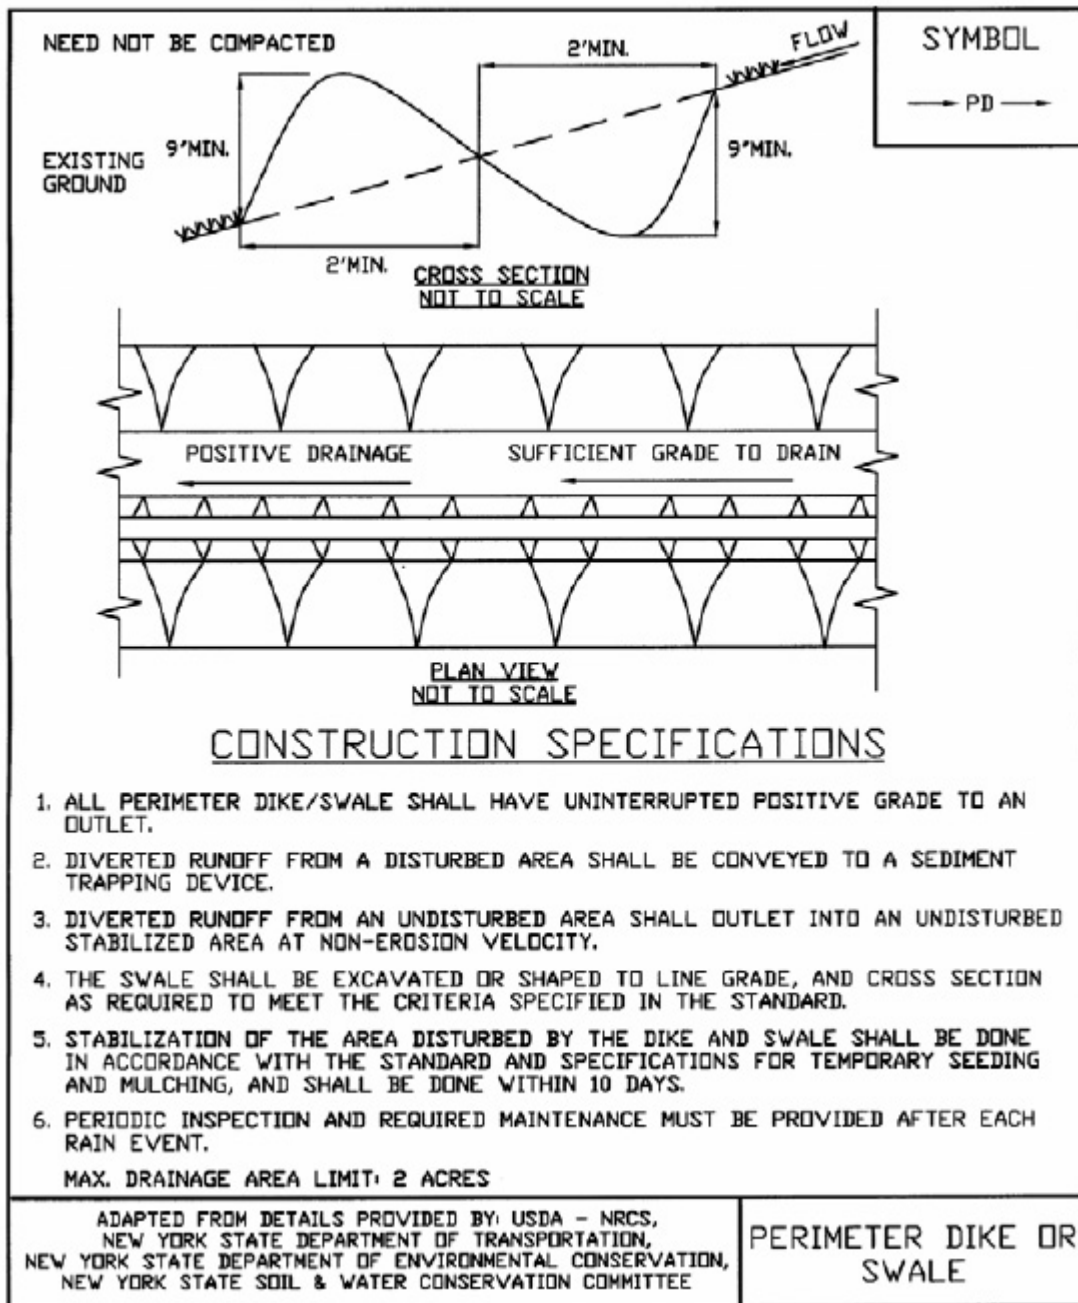 NEED NOT BE COMPACTED
2'MIN.
FLOW
SYMBOL
PD
EXISTING
GROUND
9"MIN.
9"MIN.
2'MIN.
CROSS SECTION
NOT TO SCALE
POSITIVE DRAINAGE
SUFFICIENT GRADE TO DRAIN
PLAN VIEW
NOT TO SCALE
CONSTRUCTION SPECIFICATIONS
1. ALL PERIMETER DIKE/SWALE SHALL HAVE UNINTERRUPTED POSITIVE GRADE TO AN
OUTLET.
2. DIVERTED RUNOFF FROM A DISTURBED AREA SHALL BE CONVEYED TO A SEDIMENT
TRAPPING DEVICE.
3. DIVERTED RUNOFF FROM AN UNDISTURBED AREA SHALL OUTLET INTO AN UNDISTURBED
STABILIZED AREA AT NON-EROSION VELOCITY.
4. THE SWALE SHALL BE EXCAVATED OR SHAPED TO LINE GRADE, AND CROSS SECTION
AS REQUIRED TO MEET THE CRITERIA SPECIFIED IN THE STANDARD.
5. STABILIZATION OF THE AREA DISTURBED BY THE DIKE AND SWALE SHALL BE DONE
IN ACCORDANCE WITH THE STANDARD AND SPECIFICATIONS FOR TEMPORARY SEEDING
AND MULCHING, AND SHALL BE DONE WITHIN 10 DAYS.
6. PERIODIC INSPECTION AND REQUIRED MAINTENANCE MUST BE PROVIDED AFTER EACH
RAIN EVENT.
MAX. DRAINAGE AREA LIMIT: 2 ACRES
ADAPTED FROM DETAILS PROVIDED BY: USDA - NRCS,
NEW YORK STATE DEPARTMENT OF TRANSPORTATION,
NEW YORK STATE DEPARTMENT OF ENVIRONMENTAL CONSERVATION,
NEW YORK STATE SOIL & WATER CONSERVATION COMMITTEE
PERIMETER DIKE OR
SWALE